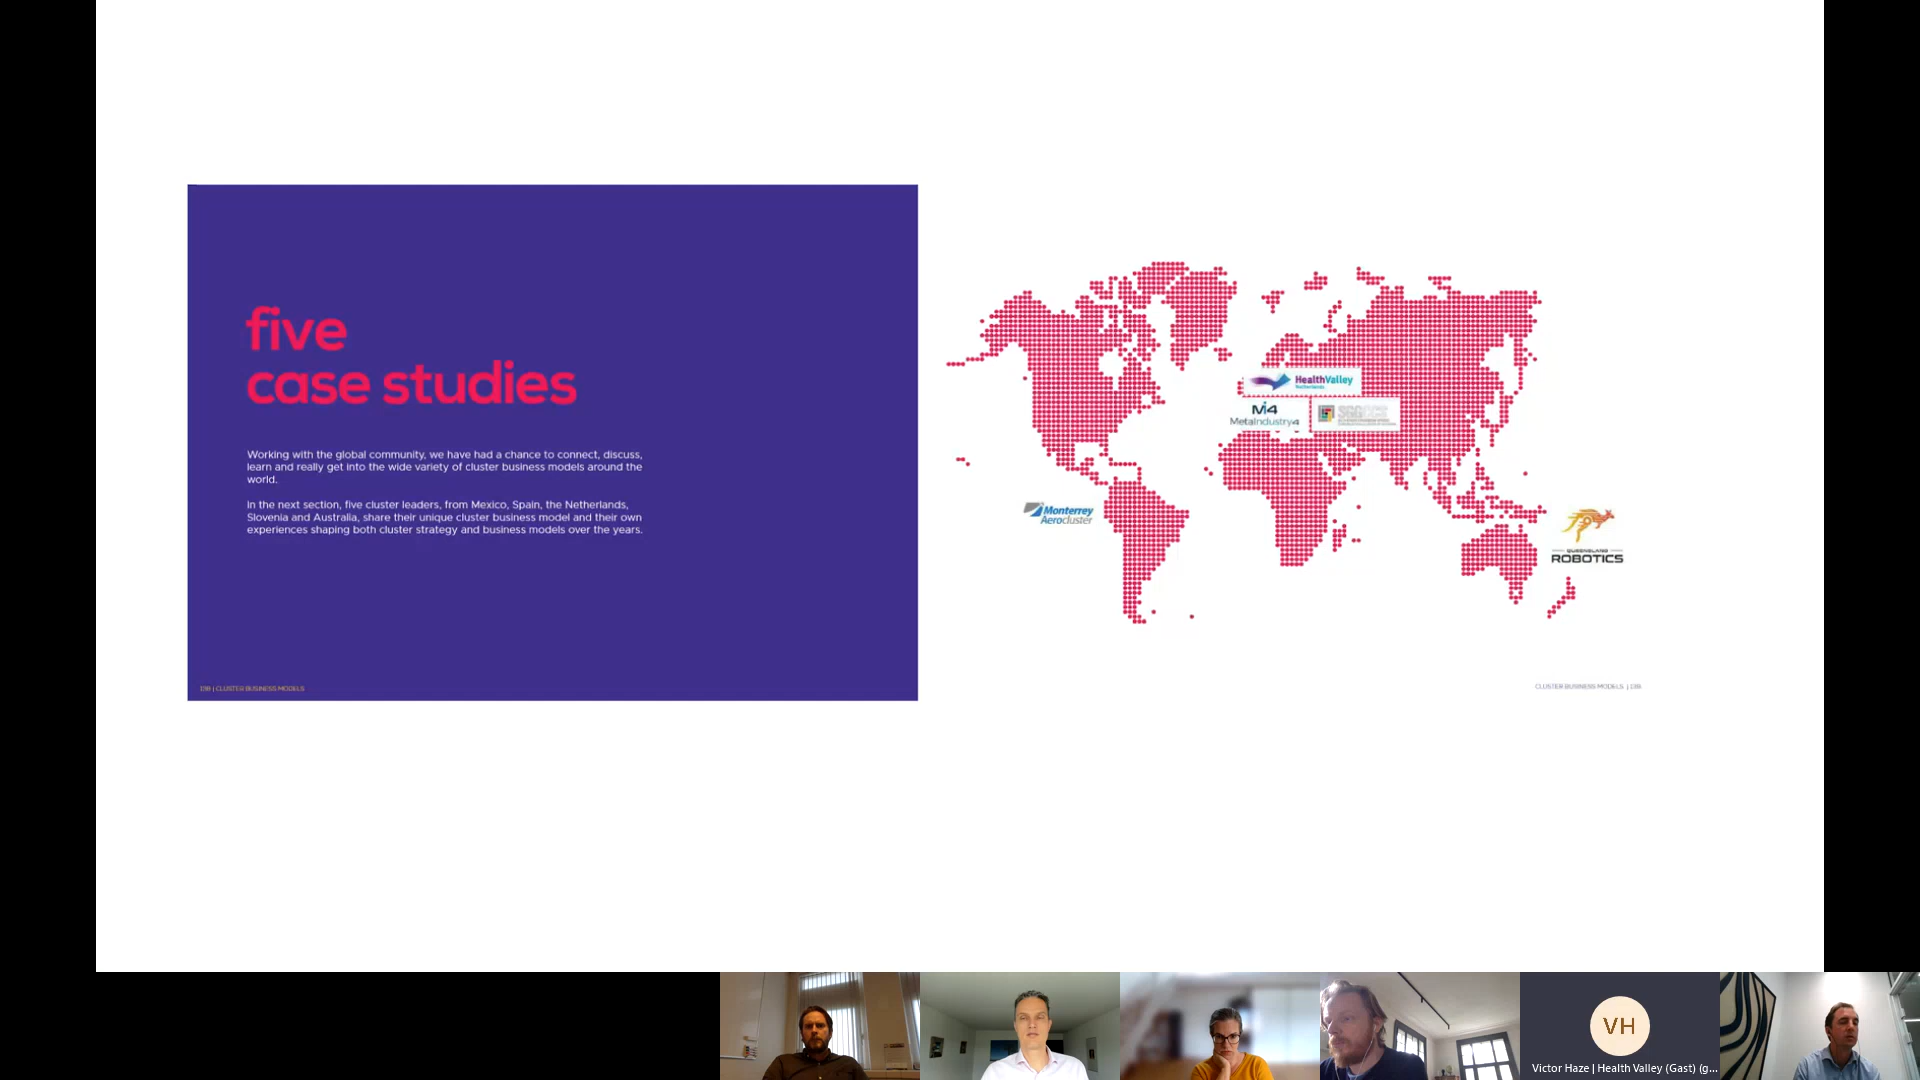 five
case studies
Working with the global community, we have had a chance to connect, discuss,
learn and really get into the wide variety of cluster business models around the
world.
In the next section, five cluster leaders, from Mexico, Spain, the Netherlands,
Slovenia and Australia, share their unique cluster business model and their own
experiences shaping both cluster strategy and business models over the years.
| CLUSTER BUSINESS MODELS
HealthValley
Netherlands
Mi4
MetaIndustry4
Monterrey
Aerocluster
QUEENSLAND
ROBOTICS
CLUSTER BUSINESS MODELS |
VH
Victor Haze | Health Valley (Gast) (g...